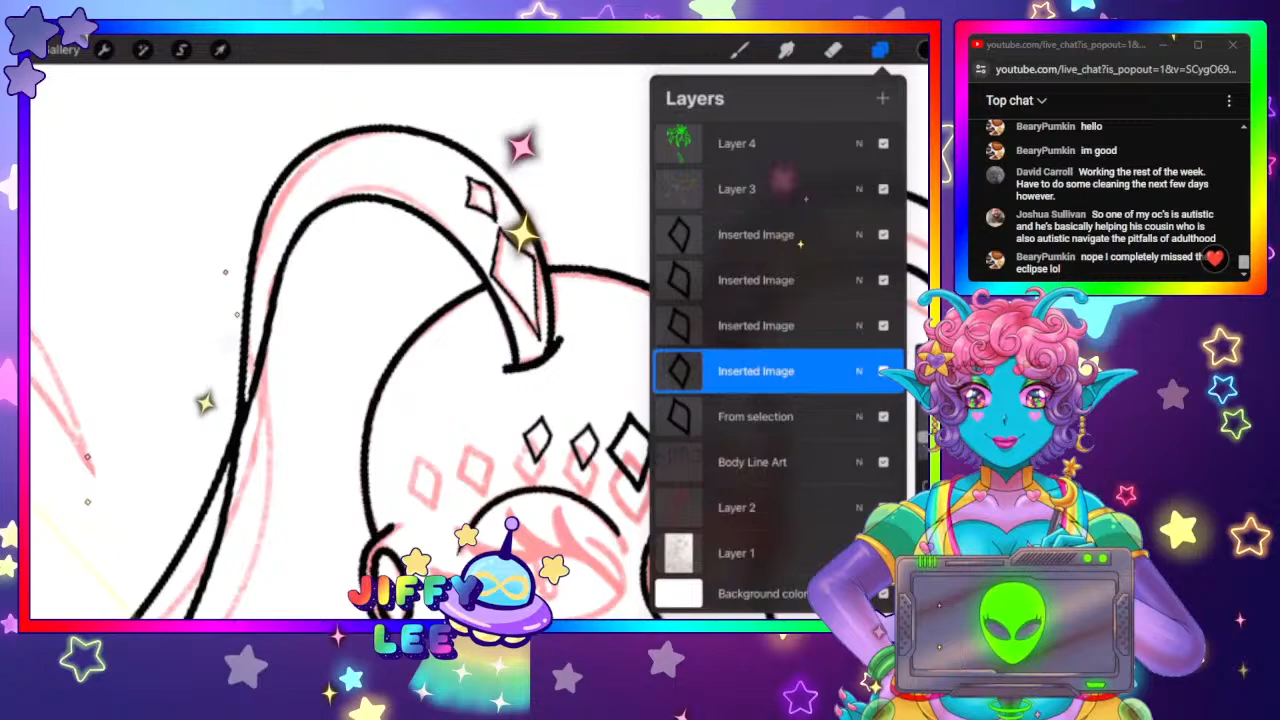 Gallery
Layers
Layer 4 N
Layer 3 N
Inserted Image N
Inserted Image N
Inserted Image N
Inserted Image N
From selection N
Body Line Art N
Layer 2 N
Layer 1
Background color
youtube.com/live_chat?is_popout=1&...
youtube.com/live_chat?is_popout=1&v=SCygO69...
Top chat
BearyPumkin hello
BearyPumkin im good
David Carroll Working the rest of the week.
Have to do some cleaning the next few days
however.
Joshua Sullivan So one of my oc's is autistic
and he's basically helping his cousin who is
also autistic navigate the pitfalls of adulthood
BearyPumkin nope I completely missed the
eclipse lol
JIFFY
LEE